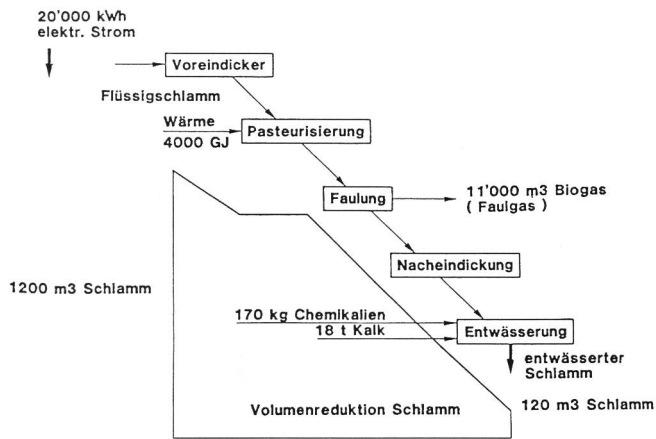 20'000 kWh
elektr. Strom
Voreindicker
Flüssigschlamm
Wärme
4000 GJ
Pasteurisierung
Faulung
11'000 m3 Biogas
( Faulgas )
Nacheindickung
1200 m3 Schlamm
170 kg Chemikalien
18 t Kalk
Entwässerung
entwässerter
Schlamm
Volumenreduktion Schlamm
120 m3 Schlamm